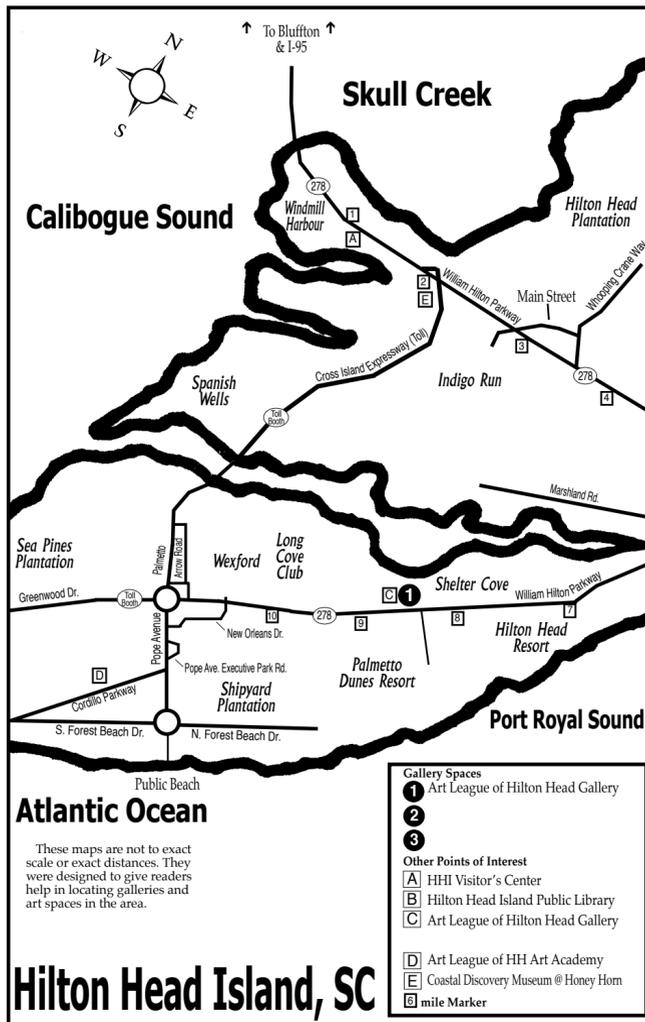 ↑ To Bluffton ↑
& I-95
N
W
E
S
Skull Creek
278
Windmill
Harbour
1
A
Calibogue Sound
Hilton Head
Plantation
2
E
William Hilton Parkway
Main Street
Whooping Crane Way
3
Cross Island Expressway (Toll)
Indigo Run
278
4
Spanish
Wells
Toll
Booth
Marshland Rd.
Sea Pines
Plantation
Palmetto
Arrow Road
Wexford
Long
Cove
Club
Shelter Cove
C
1
William Hilton Parkway
Greenwood Dr.
Toll
Booth
10
278
9
8
7
New Orleans Dr.
Hilton Head
Resort
Pope Avenue
Pope Ave. Executive Park Rd.
D
Cordillo Parkway
Palmetto
Dunes Resort
Shipyard
Plantation
Port Royal Sound
S. Forest Beach Dr.
N. Forest Beach Dr.
Public Beach
Atlantic Ocean
These maps are not to exact
scale or exact distances. They
were designed to give readers
help in locating galleries and
art spaces in the area.
Hilton Head Island, SC
Gallery Spaces
1 Art League of Hilton Head Gallery
2
3
Other Points of Interest
A HHI Visitor's Center
B Hilton Head Island Public Library
C Art League of Hilton Head Gallery
D Art League of HH Art Academy
E Coastal Discovery Museum @ Honey Horn
6 mile Marker